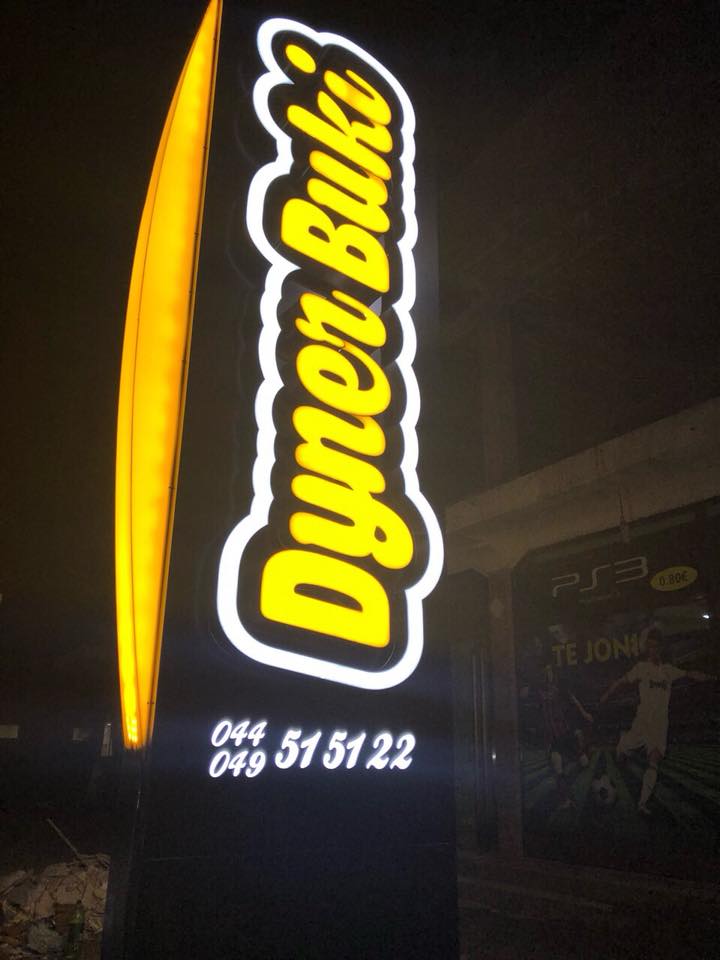 Dyner Buki
044
049
51 51 22
PS3
0.80€
TE JONI